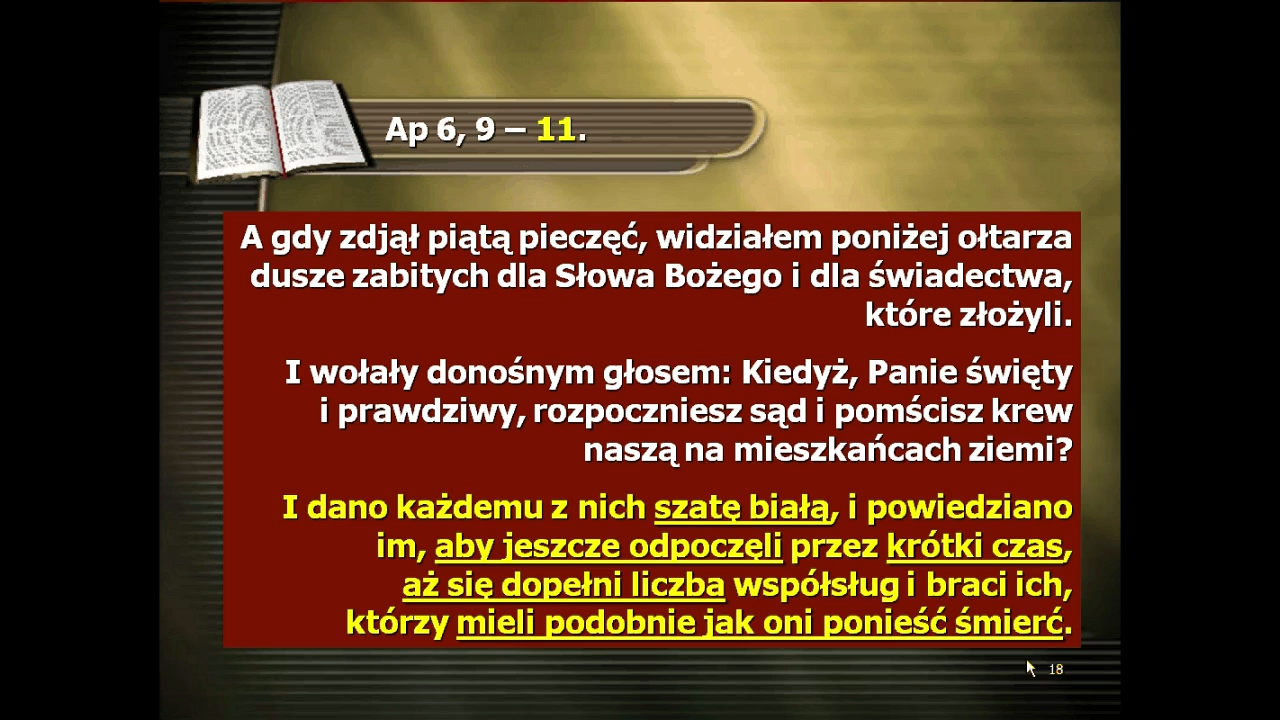 Ap 6, 9 – 11.
A gdy zdjął piątą pieczęć, widziałem poniżej ołtarza
dusze zabitych dla Słowa Bożego i dla świadectwa,
które złożyli.
I wołały donośnym głosem: Kiedyż, Panie święty
i prawdziwy, rozpoczniesz sąd i pomścisz krew
naszą na mieszkańcach ziemi?
I dano każdemu z nich szatę białą, i powiedziano
im, aby jeszcze odpoczęli przez krótki czas,
aż się dopełni liczba współsług i braci ich,
którzy mieli podobnie jak oni ponieść śmierć.
18